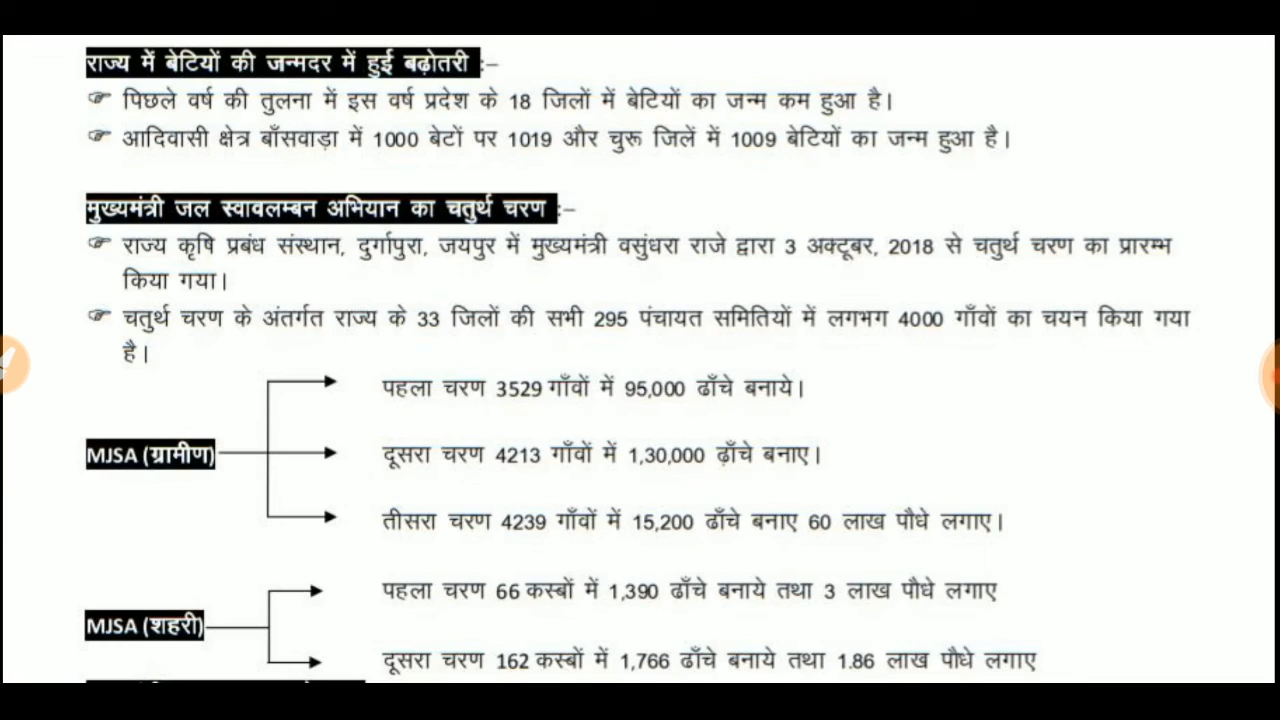 राज्य में बेटियों की जन्मदर में हुई बढ़ोतरी :–
☞ पिछले वर्ष की तुलना में इस वर्ष प्रदेश के 18 जिलों में बेटियों का जन्म कम हुआ है।
☞ आदिवासी क्षेत्र बाँसवाड़ा में 1000 बेटों पर 1019 और चुरू जिलें में 1009 बेटियों का जन्म हुआ है।
मुख्यमंत्री जल स्वावलम्बन अभियान का चतुर्थ चरण :–
☞ राज्य कृषि प्रबंध संस्थान, दुर्गापुरा, जयपुर में मुख्यमंत्री वसुंधरा राजे द्वारा 3 अक्टूबर, 2018 से चतुर्थ चरण का प्रारम्भ
किया गया।
☞ चतुर्थ चरण के अंतर्गत राज्य के 33 जिलों की सभी 295 पंचायत समितियों में लगभग 4000 गाँवों का चयन किया गया
है।
पहला चरण 3529 गाँवों में 95,000 ढाँचे बनाये।
MJSA (ग्रामीण)
दूसरा चरण 4213 गाँवों में 1,30,000 ढ़ाँचे बनाए।
तीसरा चरण 4239 गाँवों में 15,200 ढाँचे बनाए 60 लाख पौधे लगाए।
पहला चरण 66 कस्बों में 1,390 ढाँचे बनाये तथा 3 लाख पौधे लगाए
MJSA (शहरी)
दूसरा चरण 162 कस्बों में 1,766 ढाँचे बनाये तथा 1.86 लाख पौधे लगाए